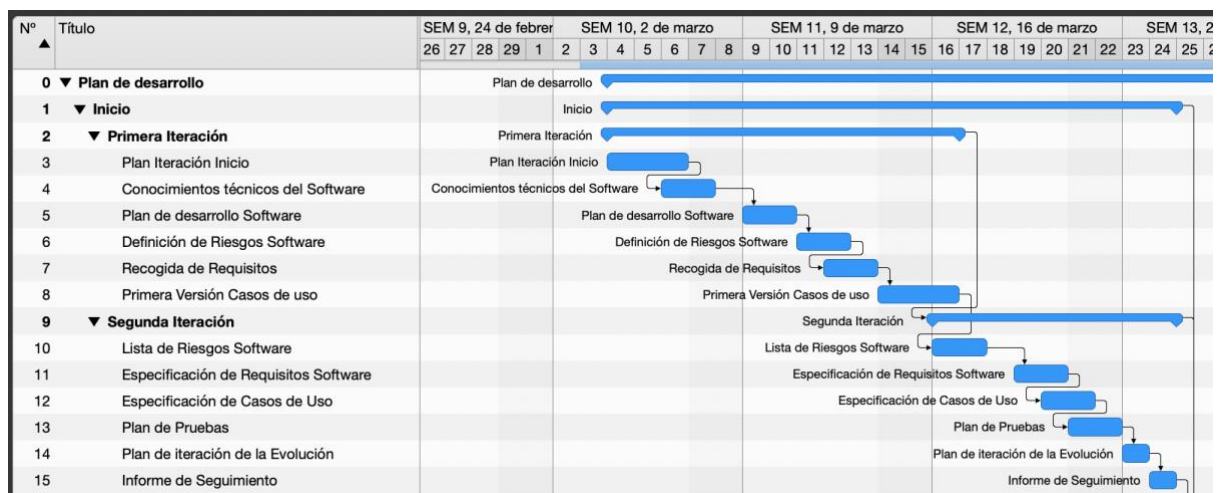 Nº Título SEM 9, 24 de febrer SEM 10, 2 de marzo SEM 11, 9 de marzo SEM 12, 16 de marzo SEM 13, 2
26 27 28 29 1 2 3 4 5 6 7 8 9 10 11 12 13 14 15 16 17 18 19 20 21 22 23 24 25 2
0 Plan de desarrollo Plan de desarrollo
1 Inicio Inicio
2 Primera Iteración Primera Iteración
3 Plan Iteración Inicio Plan Iteración Inicio
4 Conocimientos técnicos del Software Conocimientos técnicos del Software
5 Plan de desarrollo Software Plan de desarrollo Software
6 Definición de Riesgos Software Definición de Riesgos Software
7 Recogida de Requisitos Recogida de Requisitos
8 Primera Versión Casos de uso Primera Versión Casos de uso
9 Segunda Iteración Segunda Iteración
10 Lista de Riesgos Software Lista de Riesgos Software
11 Especificación de Requisitos Software Especificación de Requisitos Software
12 Especificación de Casos de Uso Especificación de Casos de Uso
13 Plan de Pruebas Plan de Pruebas
14 Plan de iteración de la Evolución Plan de iteración de la Evolución
15 Informe de Seguimiento Informe de Seguimiento